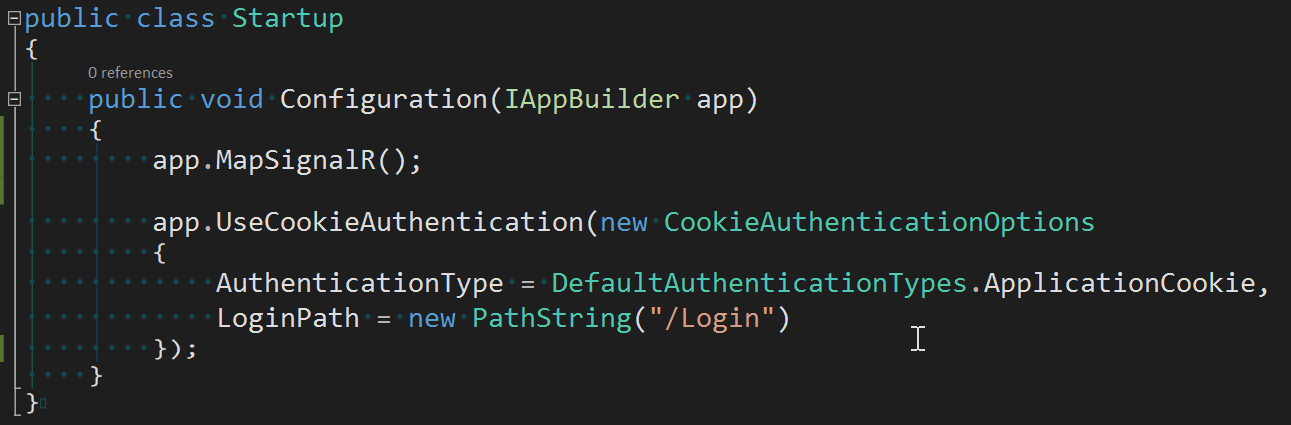 public class Startup
{
0 references
public void Configuration(IAppBuilder app)
{
app.MapSignalR();
app.UseCookieAuthentication(new CookieAuthenticationOptions
{
AuthenticationType = DefaultAuthenticationTypes.ApplicationCookie,
LoginPath = new PathString("/Login")
});
}
}